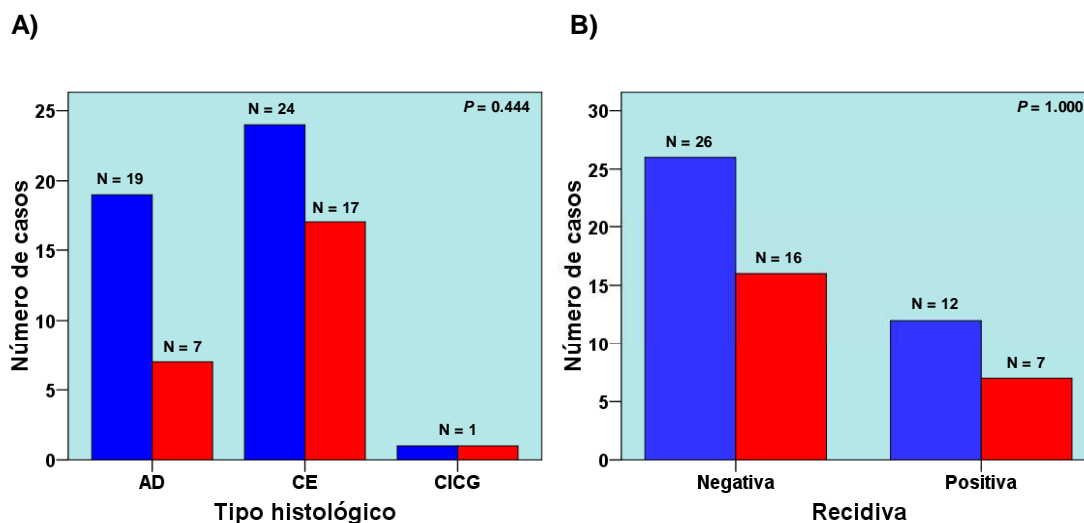 A)
B)
Número de casos
25
20
15
10
5
0
P = 0.444
N = 19
N = 7
N = 24
N = 17
N = 1
AD
CE
CICG
Tipo histológico
Número de casos
30
25
20
15
10
5
0
P = 1.000
N = 26
N = 16
N = 12
N = 7
Negativa
Positiva
Recidiva